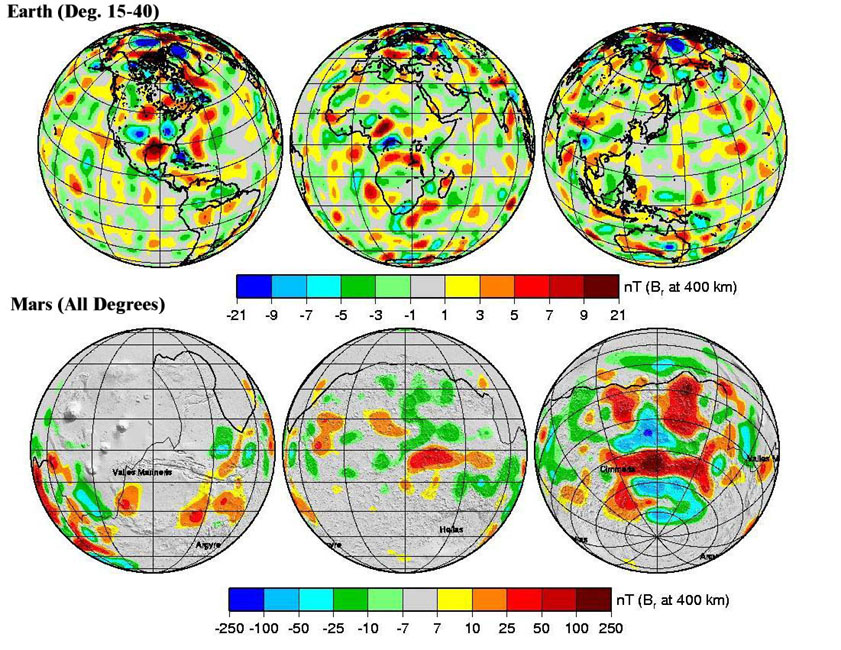 Earth (Deg. 15-40)
nT (Br at 400 km)
-21 -9 -7 -5 -3 -1 1 3 5 7 9 21
Mars (All Degrees)
Valles Marineris
Argyre
Hellas
Cimmeria
Valles M
nT (Br at 400 km)
-250 -100 -50 -25 -10 -7 7 10 25 50 100 250